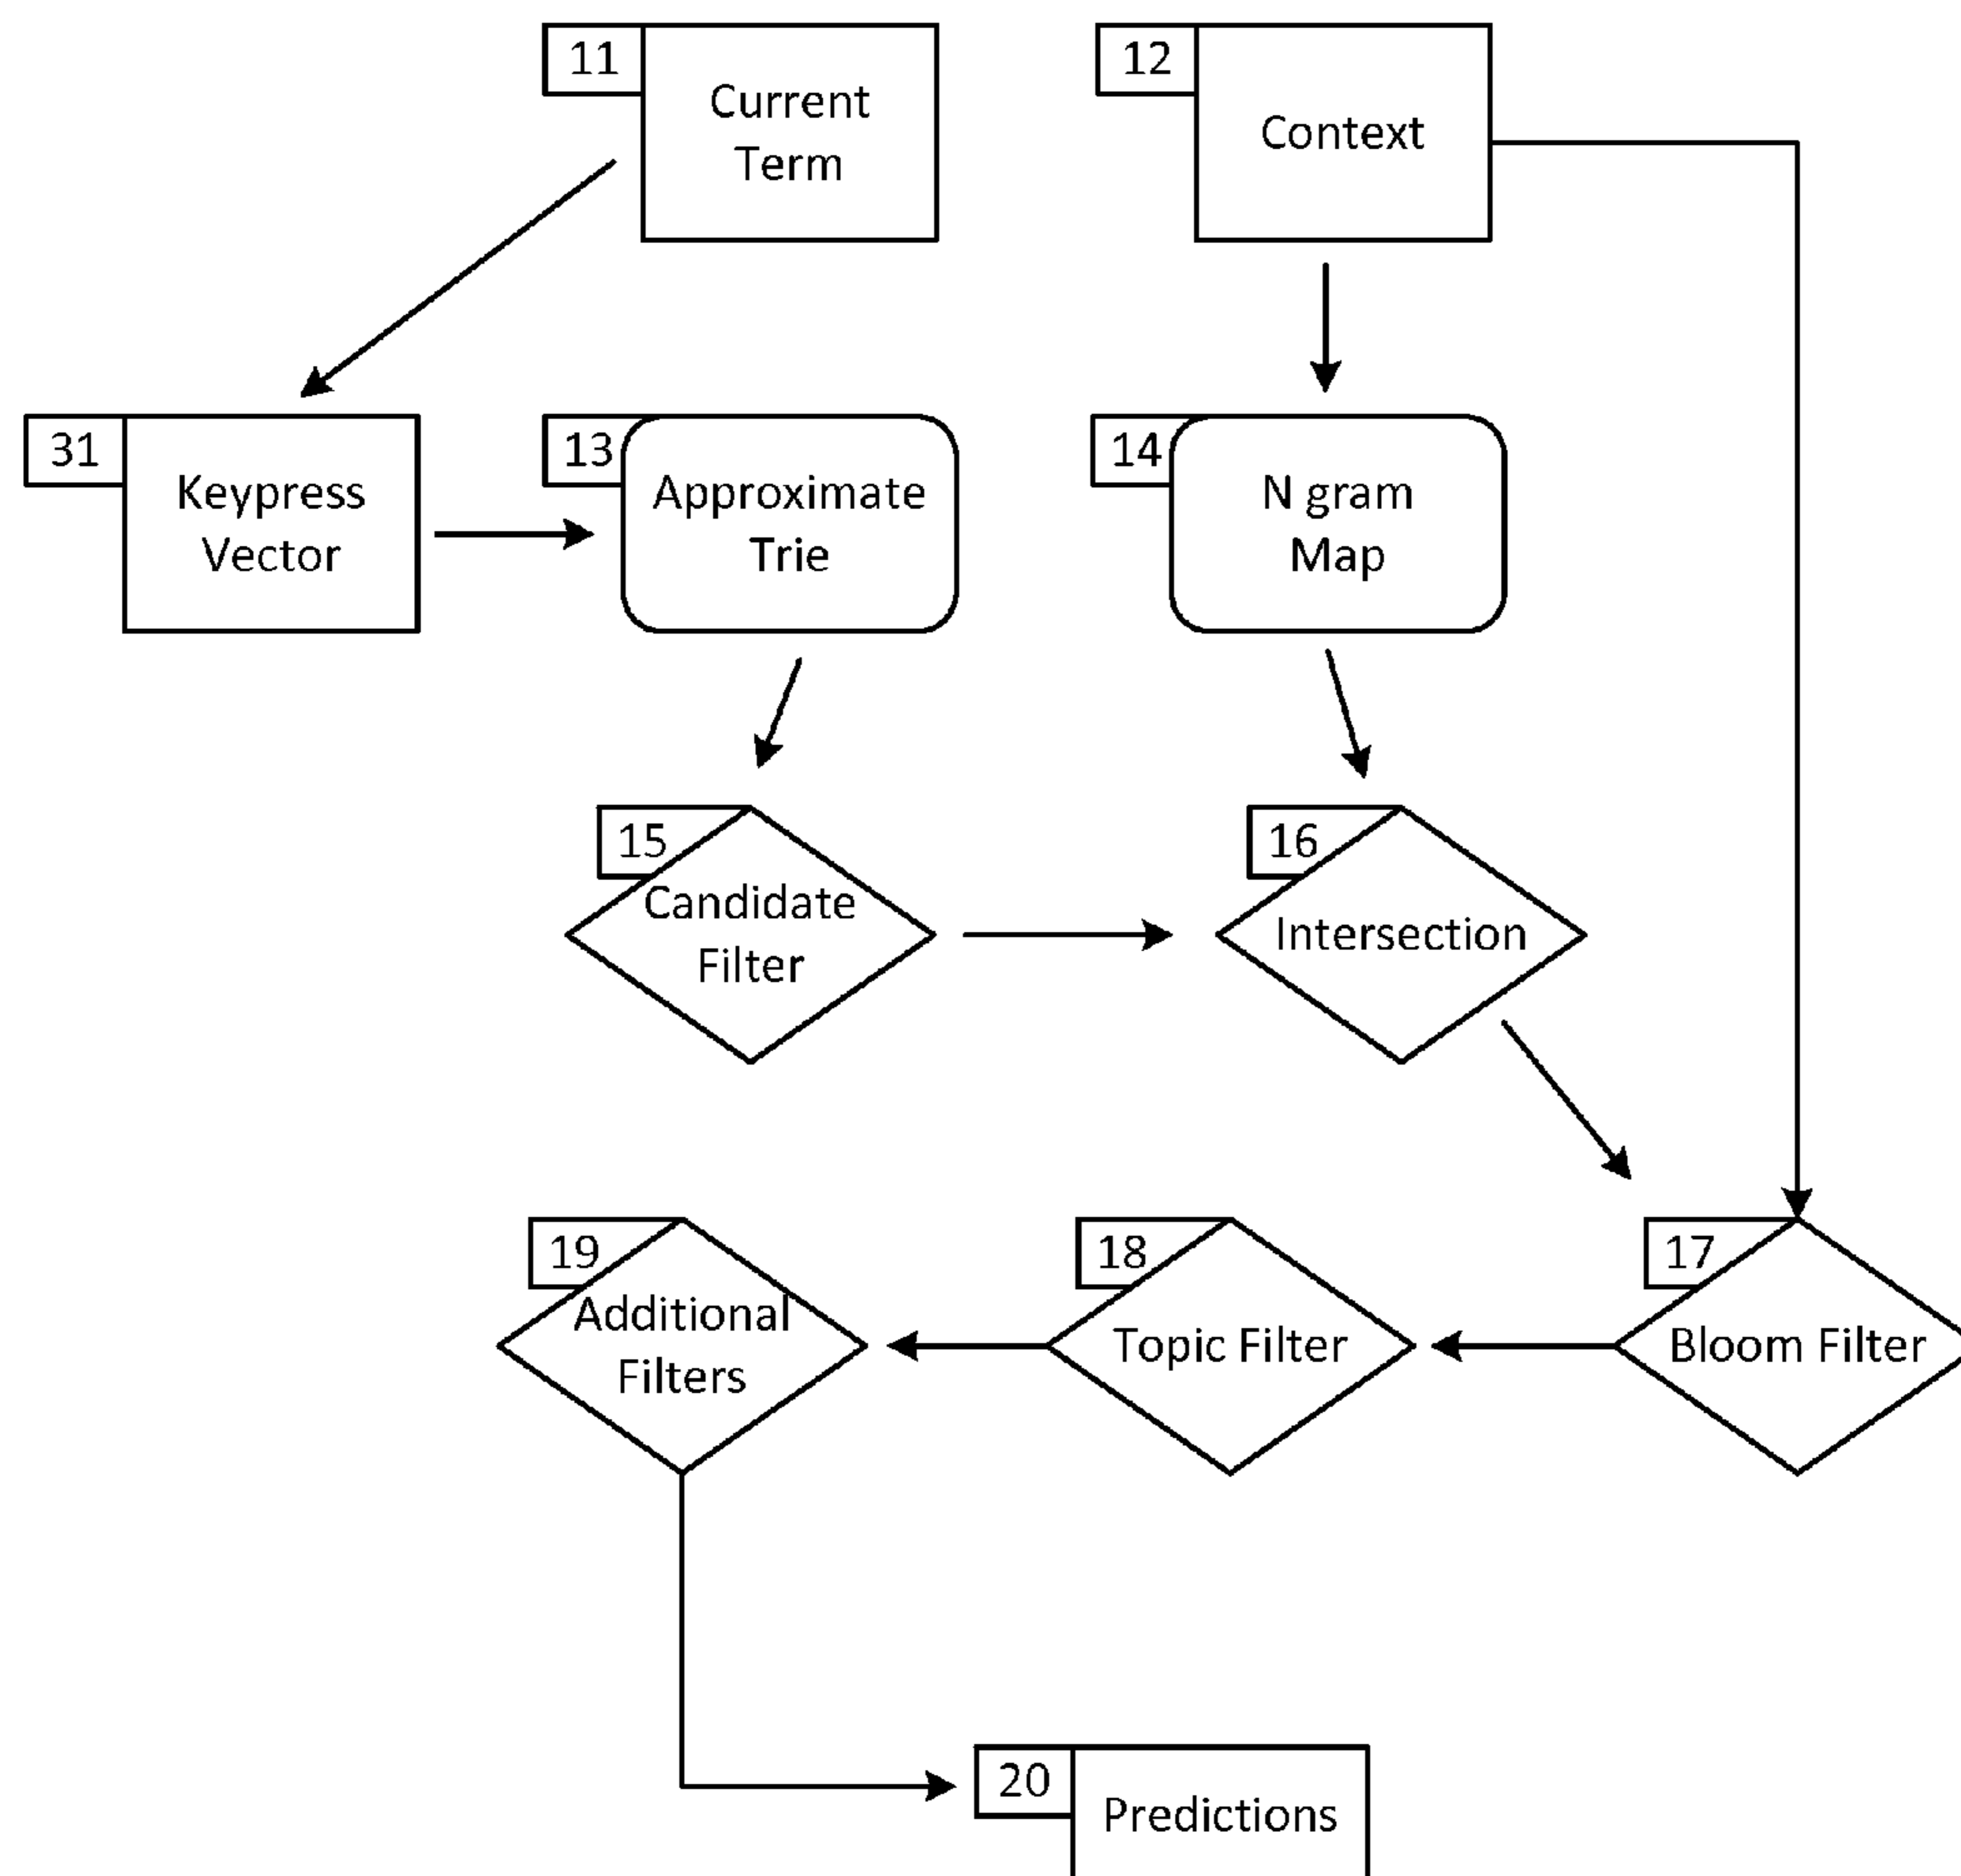 11
Current
Term
12
Context
31
Keypress
Vector
13
Approximate
Trie
14
N gram
Map
15
Candidate
Filter
16
Intersection
19
Additional
Filters
18
Topic Filter
17
Bloom Filter
20
Predictions